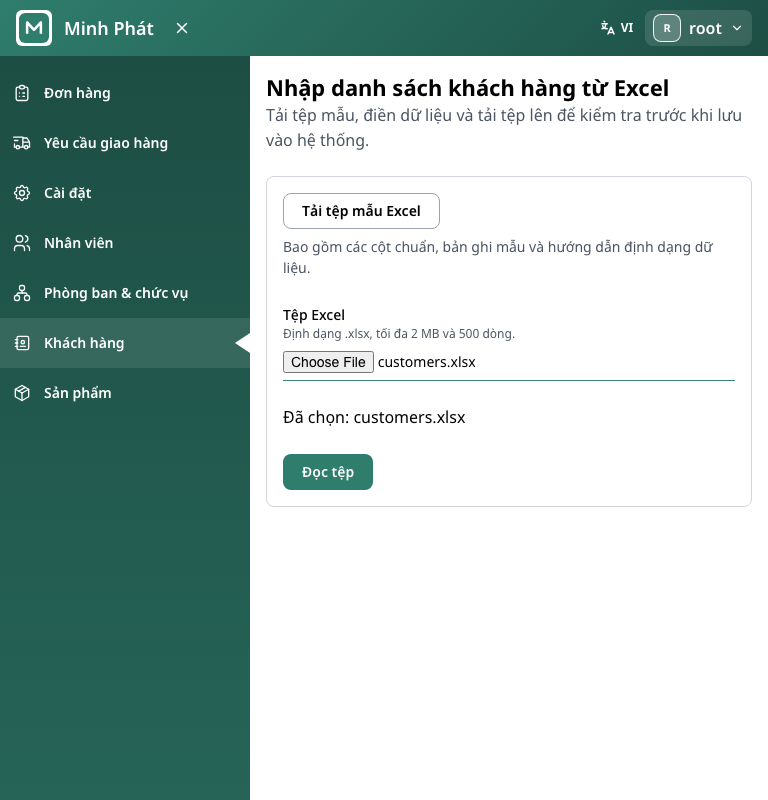 Minh Phát
VI
R
root
Đơn hàng
Yêu cầu giao hàng
Cài đặt
Nhân viên
Phòng ban & chức vụ
Khách hàng
Sản phẩm
Nhập danh sách khách hàng từ Excel
Tải tệp mẫu, điền dữ liệu và tải tệp lên để kiểm tra trước khi lưu
vào hệ thống.
Tải tệp mẫu Excel
Bao gồm các cột chuẩn, bản ghi mẫu và hướng dẫn định dạng dữ
liệu.
Tệp Excel
Định dạng .xlsx, tối đa 2 MB và 500 dòng.
Choose File customers.xlsx
Đã chọn: customers.xlsx
Đọc tệp